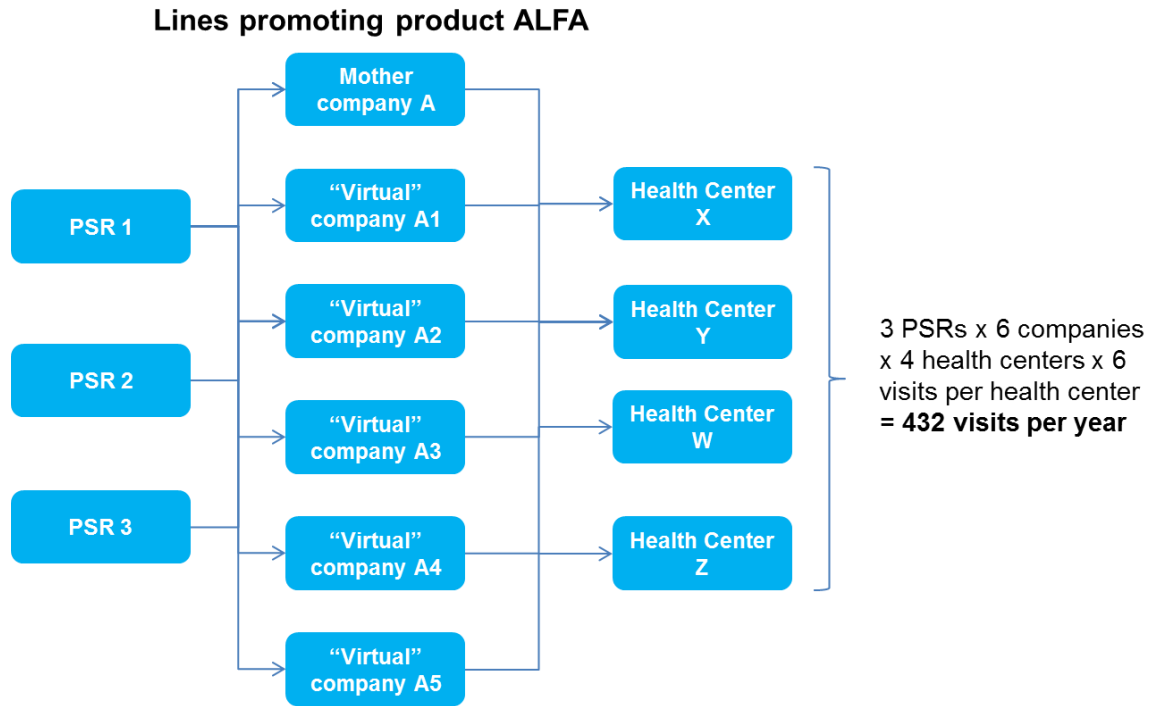 Lines promoting product ALFA
PSR 1
PSR 2
PSR 3
Mother
company A
“Virtual”
company A1
“Virtual”
company A2
“Virtual”
company A3
“Virtual”
company A4
“Virtual”
company A5
Health Center
X
Health Center
Y
Health Center
W
Health Center
Z
3 PSRs x 6 companies
x 4 health centers x 6
visits per health center
= 432 visits per year